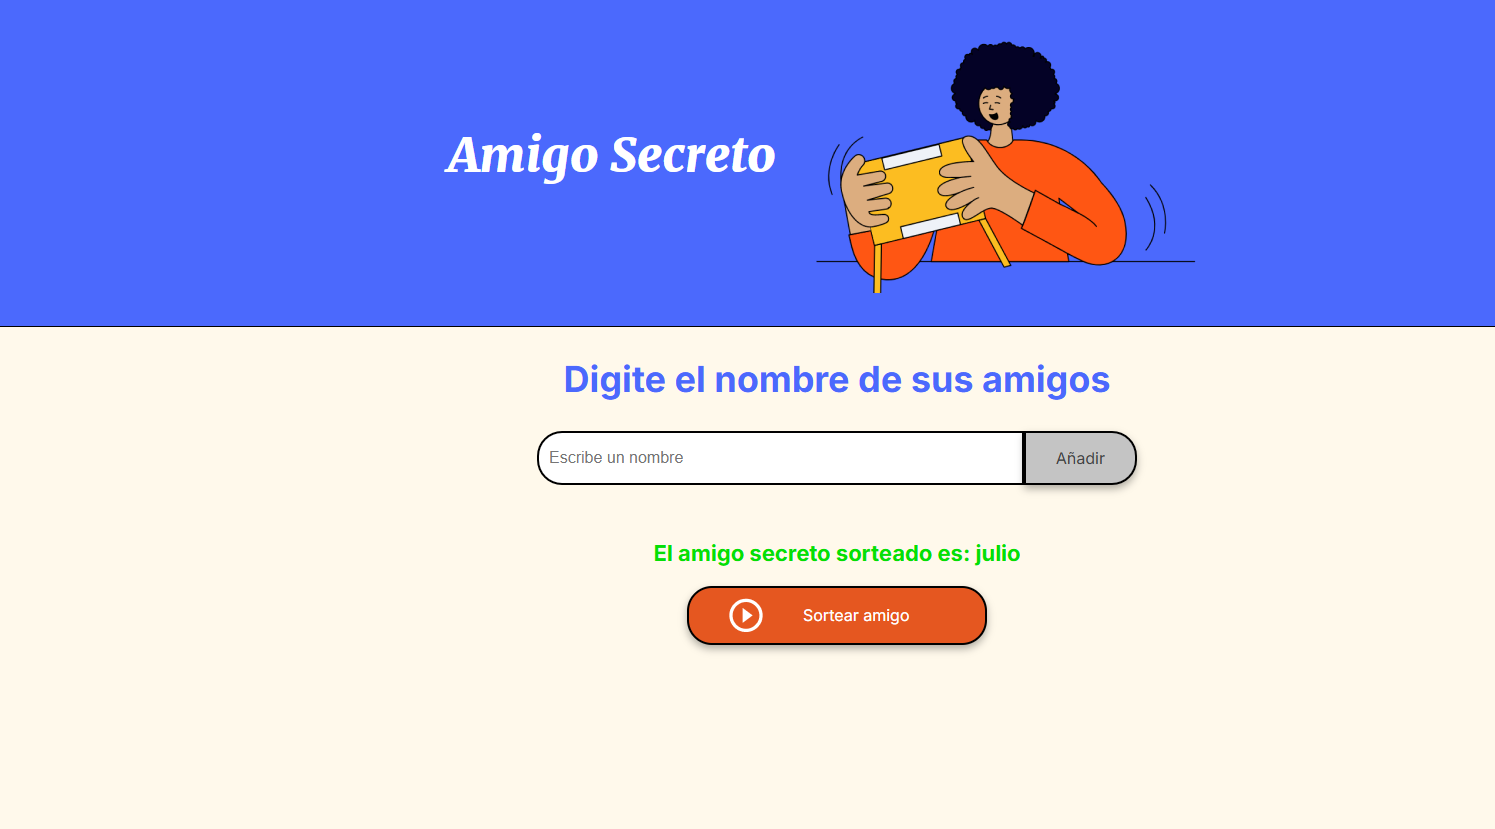 Amigo Secreto
Digite el nombre de sus amigos
Escribe un nombre
Añadir
El amigo secreto sorteado es: julio
Sortear amigo